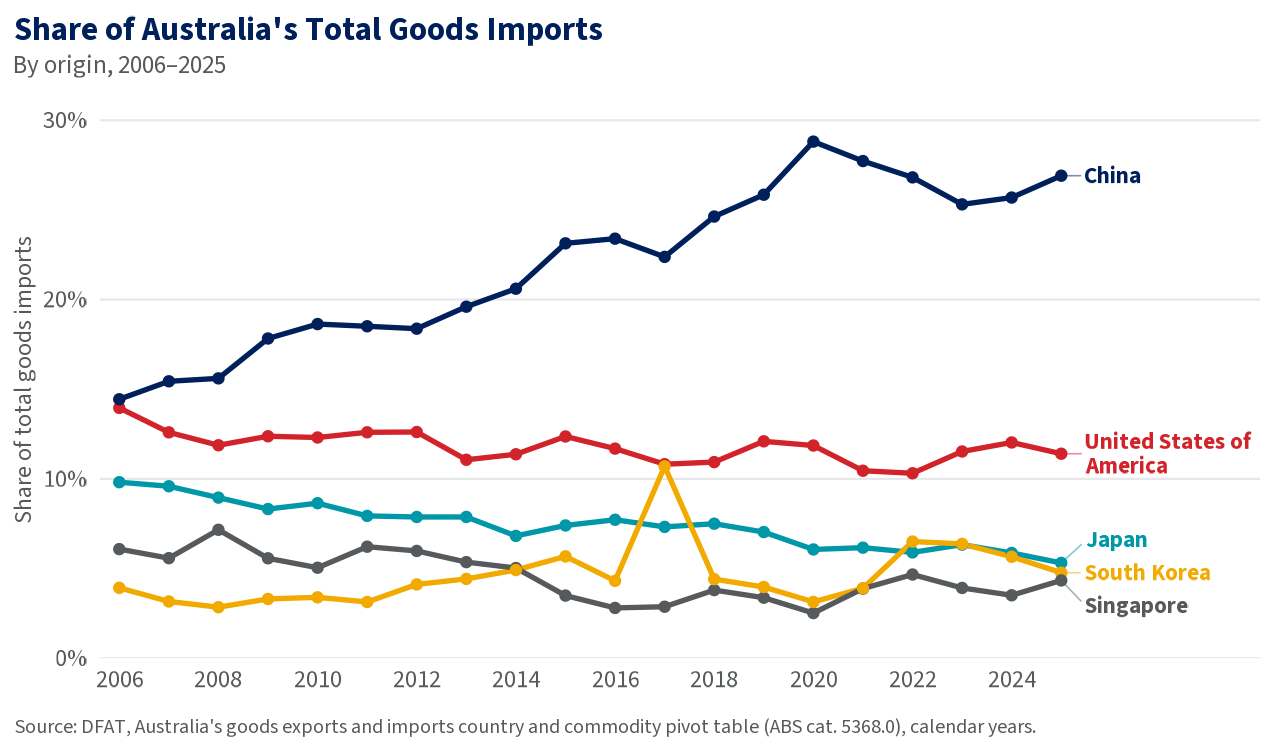 Share of Australia's Total Goods Imports
By origin, 2006–2025
Share of total goods imports
30%
20%
10%
0%
China
United States of
America
Japan
South Korea
Singapore
2006 2008 2010 2012 2014 2016 2018 2020 2022 2024
Source: DFAT, Australia's goods exports and imports country and commodity pivot table (ABS cat. 5368.0), calendar years.